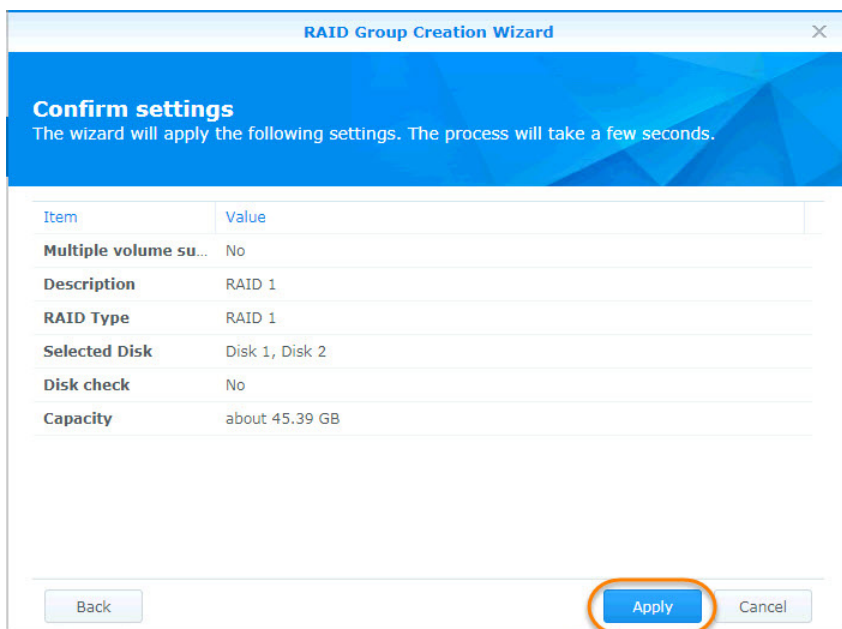 RAID Group Creation Wizard
Confirm settings
The wizard will apply the following settings. The process will take a few seconds.
Item Value
Multiple volume su... No
Description RAID 1
RAID Type RAID 1
Selected Disk Disk 1, Disk 2
Disk check No
Capacity about 45.39 GB
Back Apply Cancel